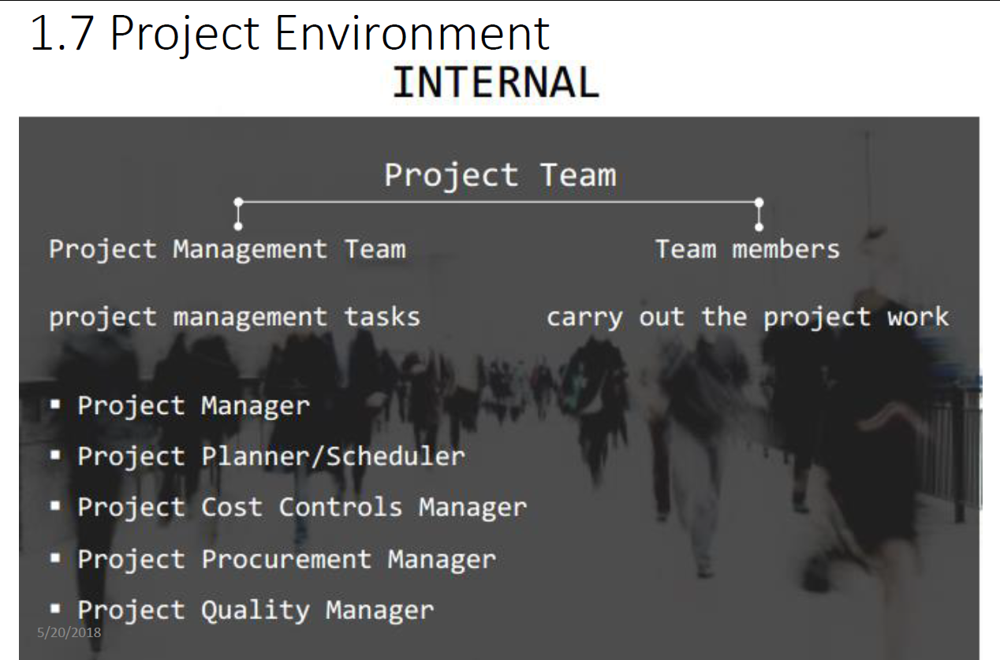 1.7 Project Environment
INTERNAL
Project Team
Project Management Team
Team members
project management tasks
carry out the project work
▪ Project Manager
▪ Project Planner/Scheduler
▪ Project Cost Controls Manager
▪ Project Procurement Manager
▪ Project Quality Manager
5/20/2018